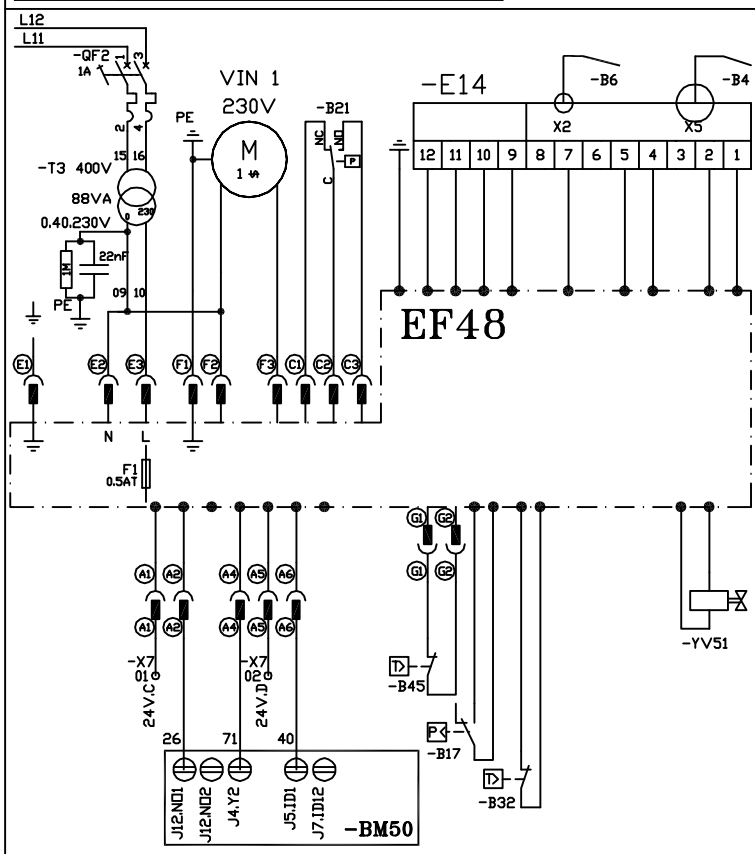 L12
L11
-QF2
1A
1
3
2
4
VIN 1
230V
PE
M
1
-B21
NC
NO
C
P
-E14
-B6
-B4
X2
X5
12 11 10 9 8 7 6 5 4 3 2 1
-T3 400V
15 16
88VA
0 230
0.40.230V
1M
22nF
PE
09 10
EF48
E1 E2 E3 F1 F2 F3 C1 C2 C3
N L
F1
0.5AT
G1 G2
A1 A2 A4 A5 A6
G1 G2
A1 A2 A4 A5 A6
-X7
01
24V.C
-X7
02
24V.D
T>
-B45
-YV51
P<
-B17
T>
-B32
26 71 40
J12.NO1
J12.NO2
J4.Y2
J5.ID1
J7.ID12
-BM50